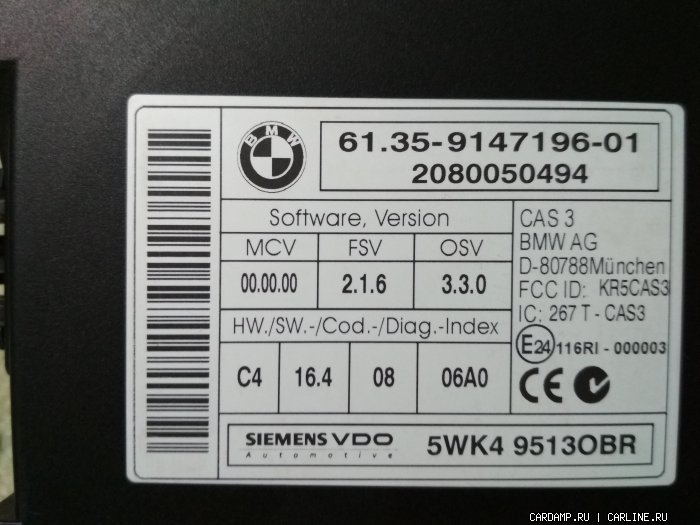 BMW
61.35-9147196-01
2080050494
Software, Version
MCV FSV OSV
00.00.00 2.1.6 3.3.0
HW./SW.-/Cod.-/Diag.-Index
C4 16.4 08 06A0
CAS 3
BMW AG
D-80788München
FCC ID: KR5CAS3
IC: 267 T - CAS3
E24 116RI - 000003
CE
SIEMENS VDO
Automotive
5WK4 9513OBR
CARDAMP.RU | CARLINE.RU